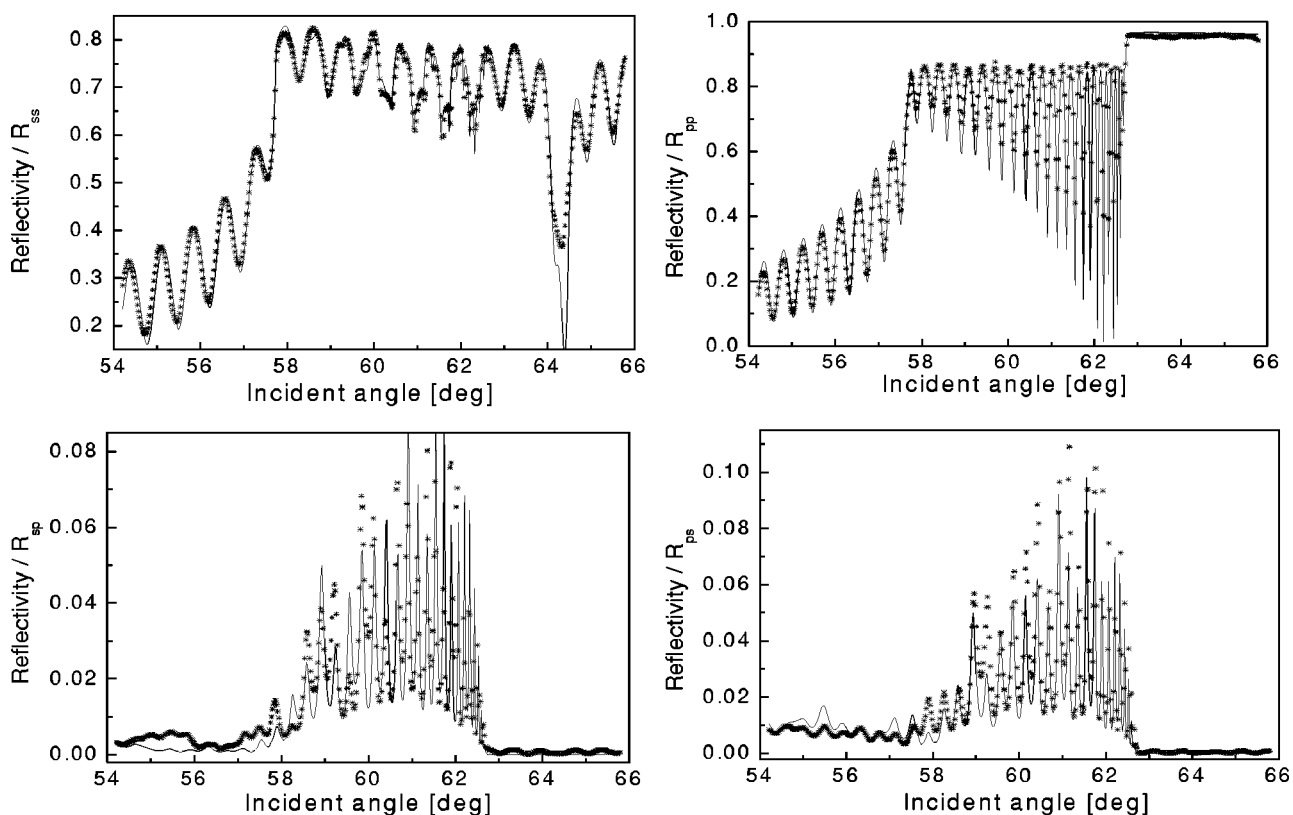 0.8
0.7
0.6
0.5
0.4
0.3
0.2
Reflectivity / R_ss
54 56 58 60 62 64 66
Incident angle [deg]
1.0
0.8
0.6
0.4
0.2
0.0
Reflectivity / R_pp
54 56 58 60 62 64 66
Incident angle [deg]
0.08
0.06
0.04
0.02
0.00
Reflectivity / R_sp
54 56 58 60 62 64 66
Incident angle [deg]
0.10
0.08
0.06
0.04
0.02
0.00
Reflectivity / R_ps
54 56 58 60 62 64 66
Incident angle [deg]